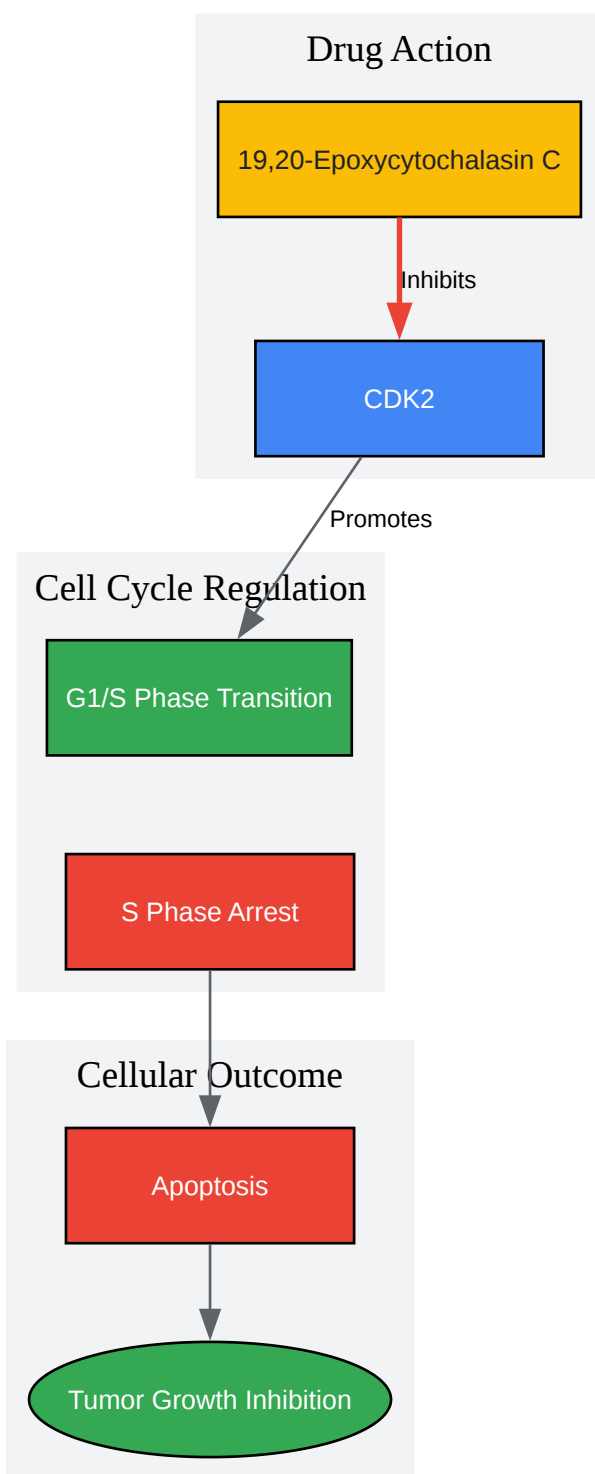 Drug Action
19,20-Epoxycytochalasin C
Inhibits
CDK2
Promotes
Cell Cycle Regulation
G1/S Phase Transition
S Phase Arrest
Cellular Outcome
Apoptosis
Tumor Growth Inhibition